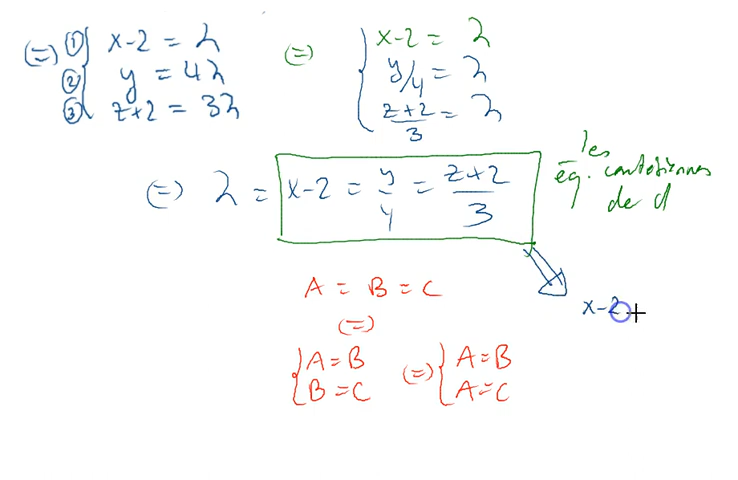 (=) ① { x-2 = λ (=) { x-2 = λ
② y = 4λ y/4 = λ
③ z+2 = 3λ (z+2)/3 = λ
(=) λ = x-2 = y/4 = (z+2)/3
les
éq. cartésiennes
de d
A = B = C
x-2
(=)
{ A=B (=) { A=B
B=C A=C